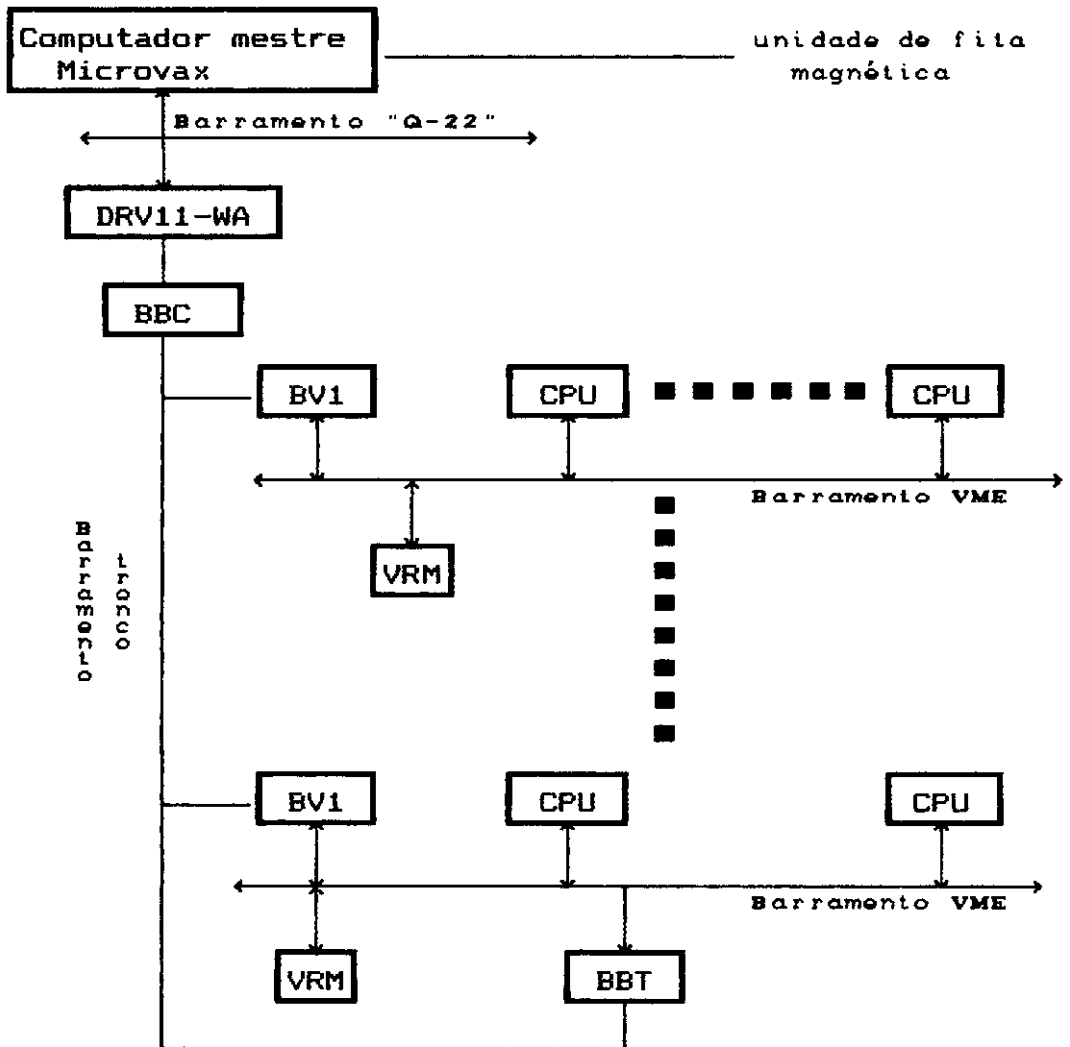 Computador mestre
Microvax
unidade de fita
magnética
Barramento "Q-22"
DRV11-WA
BBC
BV1
CPU
CPU
Barramento VME
VRM
Barramento
tronco
BV1
CPU
CPU
Barramento VME
VRM
BBT